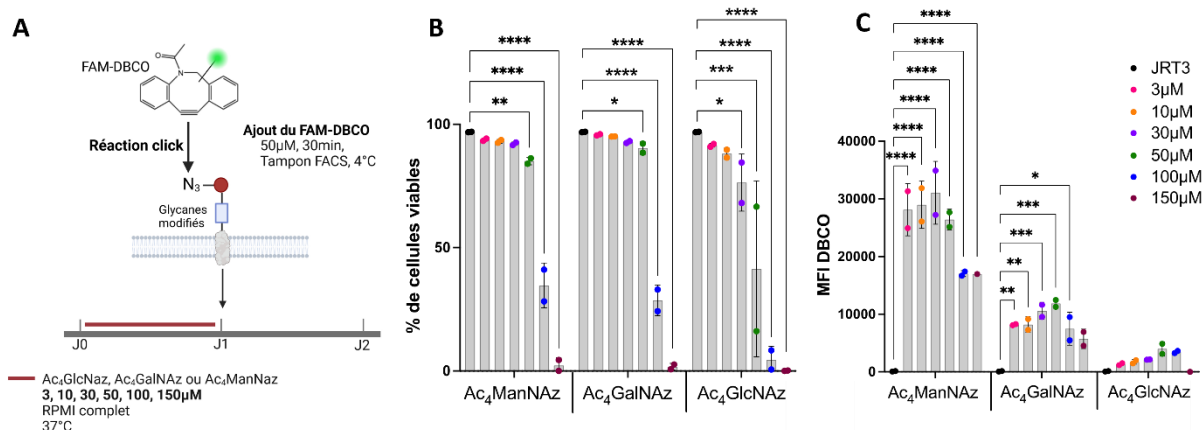 A
FAM-DBCO
O
N
Réaction click
Ajout du FAM-DBCO
50µM, 30min,
Tampon FACS, 4°C
N3
Glycanes
modifiés
J0
J1
J2
Ac4GlcNaz, Ac4GalNAz ou Ac4ManNaz
3, 10, 30, 50, 100, 150µM
RPMI complet
37°C
B
% de cellules viables
100
50
0
****
****
**
****
****
*
****
****
***
*
Ac4ManNAz
Ac4GalNAz
Ac4GlcNAz
C
MFI DBCO
40000
30000
20000
10000
0
****
****
****
****
****
****
*
***
***
**
**
Ac4ManNAz
Ac4GalNAz
Ac4GlcNAz
JRT3
3µM
10µM
30µM
50µM
100µM
150µM